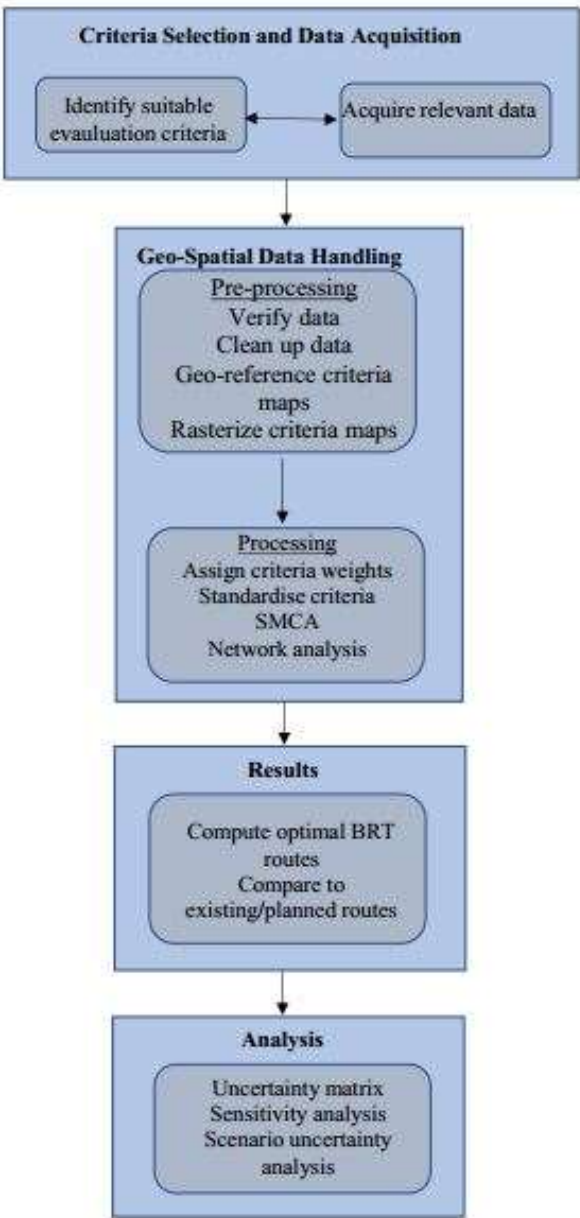 Criteria Selection and Data Acquisition
Identify suitable
evauluation criteria
Acquire relevant data
Geo-Spatial Data Handling
Pre-processing
Verify data
Clean up data
Geo-reference criteria
maps
Rasterize criteria maps
Processing
Assign criteria weights
Standardise criteria
SMCA
Network analysis
Results
Compute optimal BRT
routes
Compare to
existing/planned routes
Analysis
Uncertainty matrix
Sensitivity analysis
Scenario uncertainty
analysis